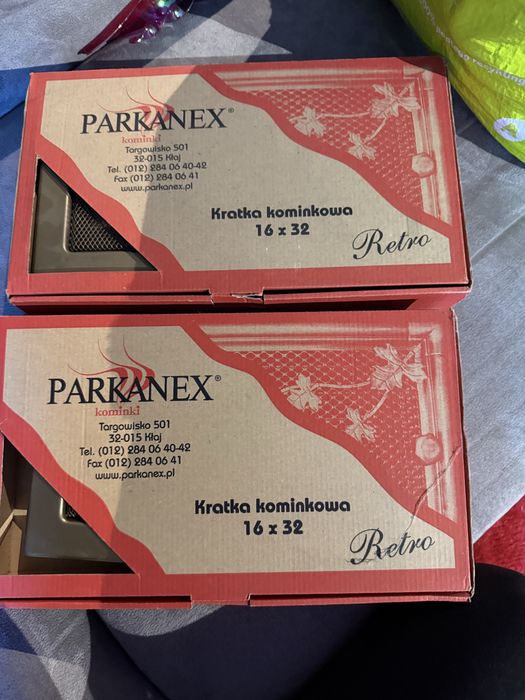 PARKANEX®
kominki
Targowisko 501
32-015 Kłaj
Tel. (012) 284 06 40-42
Fax (012) 284 06 41
www.parkanex.pl
Kratka kominkowa
16 x 32
Retro
PARKANEX®
kominki
Targowisko 501
32-015 Kłaj
Tel. (012) 284 06 40-42
Fax (012) 284 06 41
www.parkanex.pl
Kratka kominkowa
16 x 32
Retro